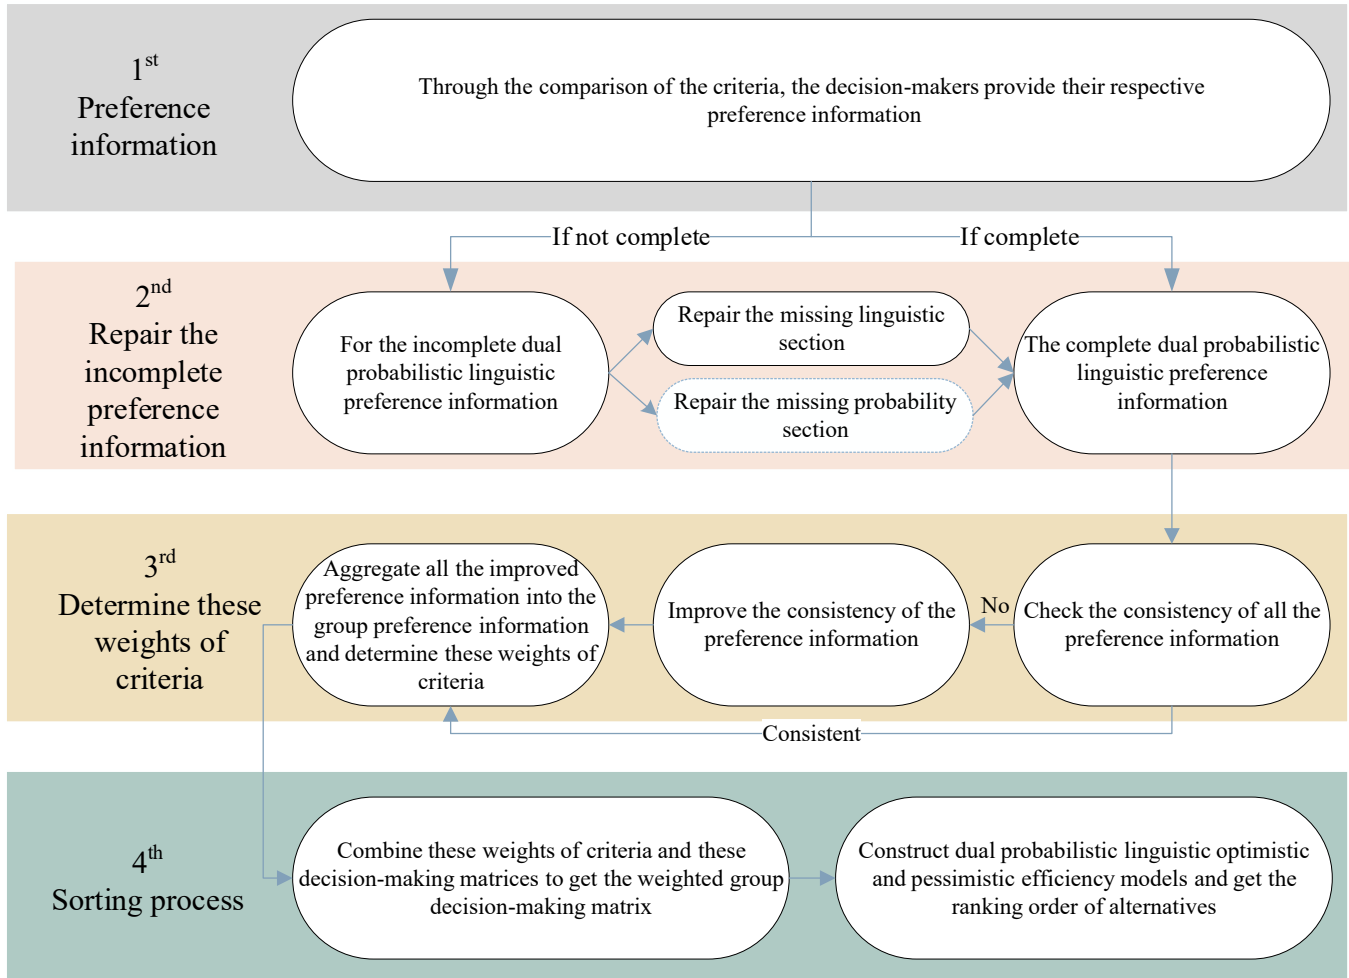 1st
Preference
information
Through the comparison of the criteria, the decision-makers provide their respective
preference information
If not complete
If complete
2nd
Repair the
incomplete
preference
information
For the incomplete dual
probabilistic linguistic
preference information
Repair the missing linguistic
section
Repair the missing probability
section
The complete dual probabilistic
linguistic preference
information
3rd
Determine these
weights of
criteria
Aggregate all the improved
preference information into the
group preference information
and determine these weights of
criteria
Improve the consistency of the
preference information
No
Check the consistency of all the
preference information
Consistent
4th
Sorting process
Combine these weights of criteria and these
decision-making matrices to get the weighted group
decision-making matrix
Construct dual probabilistic linguistic optimistic
and pessimistic efficiency models and get the
ranking order of alternatives